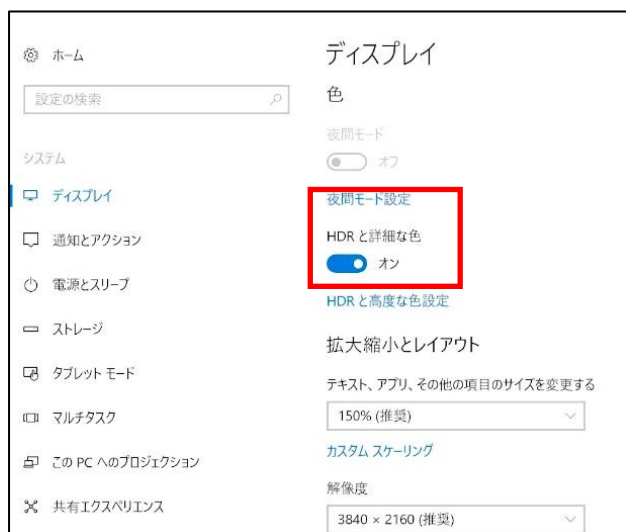 ホーム
設定の検索
システム
ディスプレイ
通知とアクション
電源とスリープ
ストレージ
タブレット モード
マルチタスク
この PC へのプロジェクション
共有エクスペリエンス
ディスプレイ
色
夜間モード
オフ
夜間モード設定
HDR と詳細な色
オン
HDR と高度な色設定
拡大縮小とレイアウト
テキスト、アプリ、その他の項目のサイズを変更する
150% (推奨)
カスタム スケーリング
解像度
3840 × 2160 (推奨)